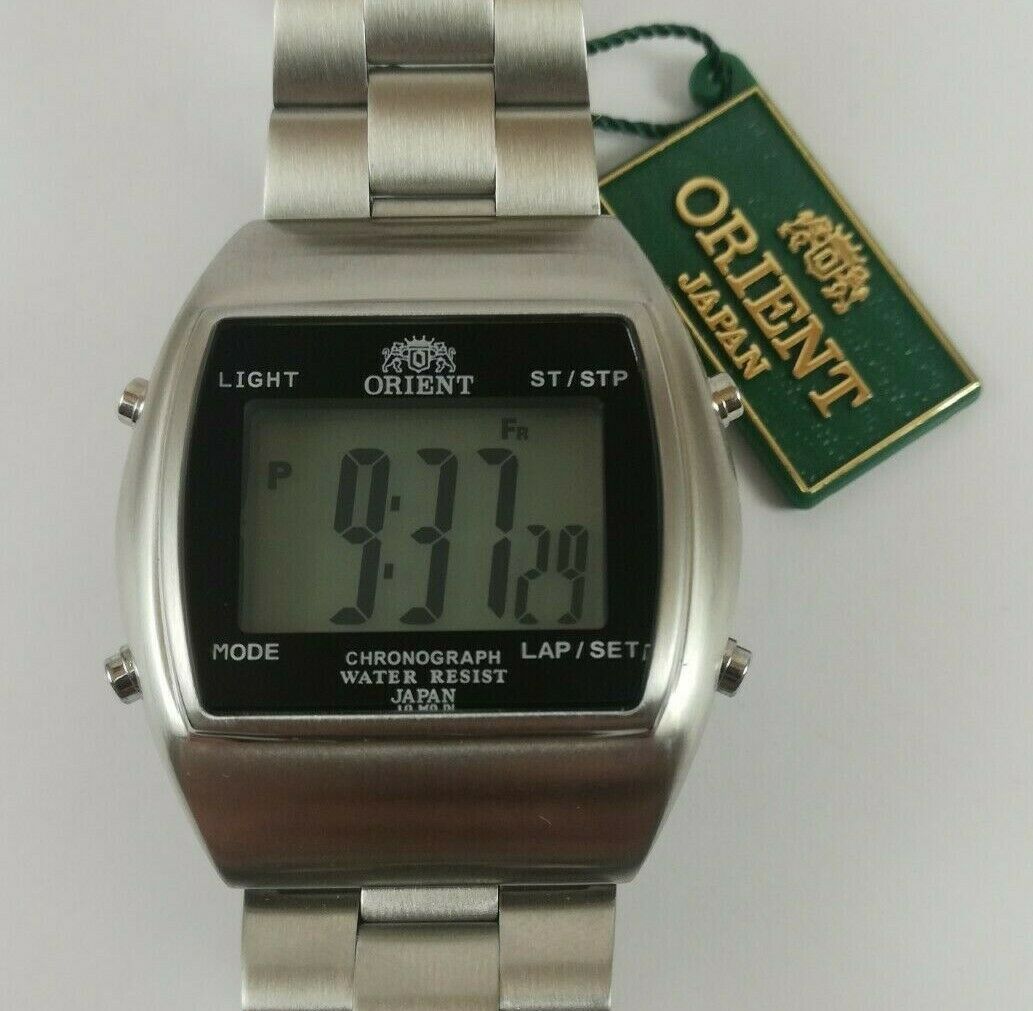 LIGHT
ORIENT
ST/STP
FR
P
9:37
29
MODE
LAP/SET
CHRONOGRAPH
WATER RESIST
JAPAN
ORIENT
JAPAN